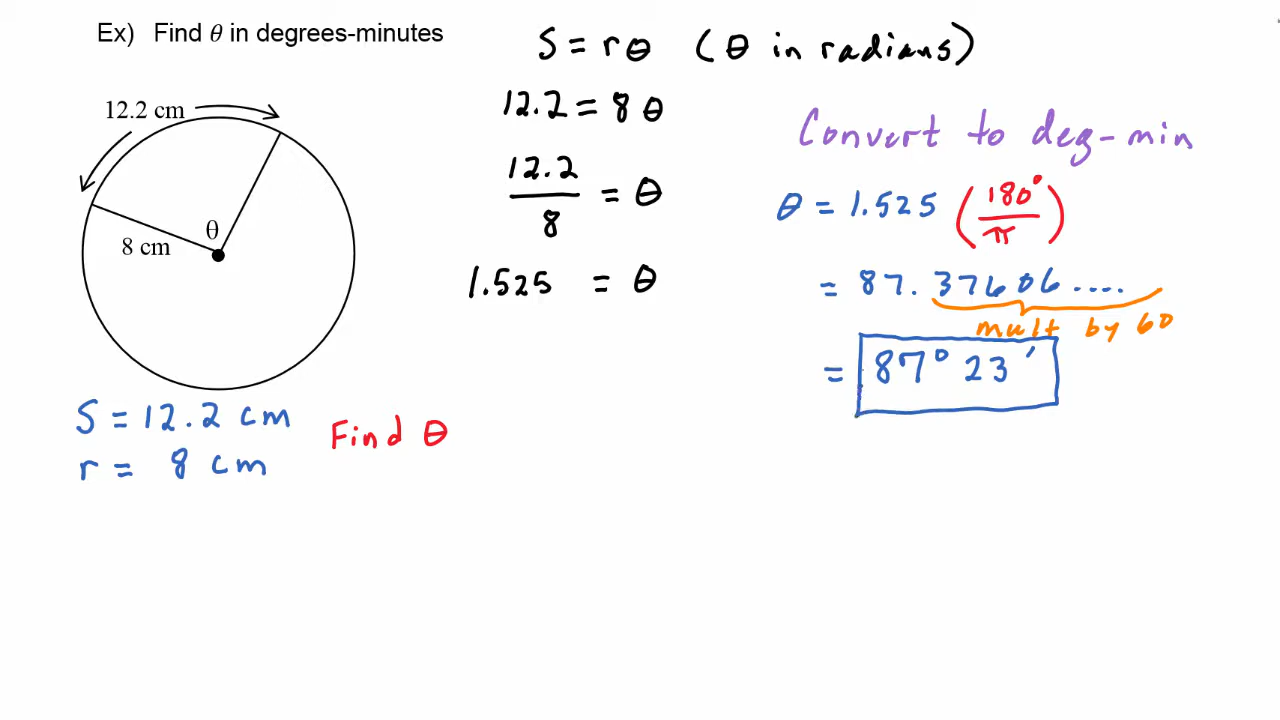 Ex) Find θ in degrees-minutes
12.2 cm
θ
8 cm
S = 12.2 cm
r = 8 cm
Find θ
S = rθ (θ in radians)
12.2 = 8 θ
12.2/8 = θ
1.525 = θ
Convert to deg-min
θ = 1.525 (180°/π)
= 87.37606....
mult by 60
= 87° 23'